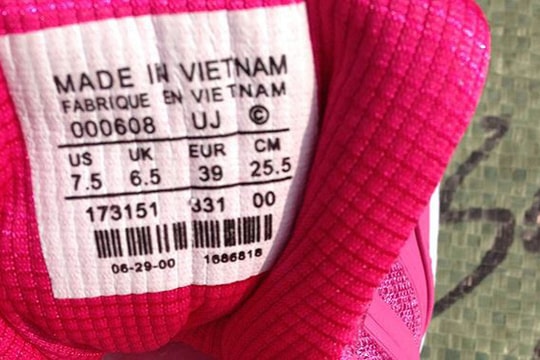 MADE IN VIETNAM
FABRIQUE EN VIETNAM
000608 UJ ©
US UK EUR CM
7.5 6.5 39 25.5
173151 331 00
06-29-00 1686818